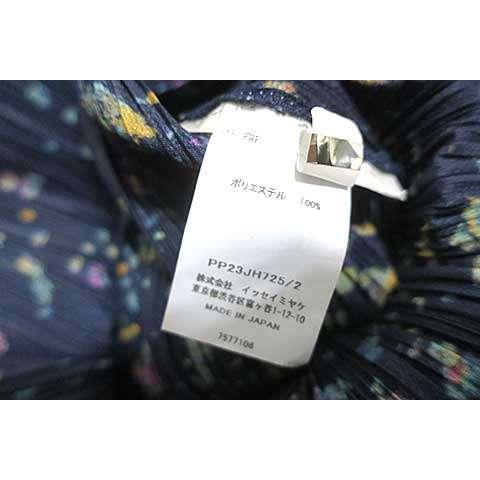 ポリエステル 100%
PP23JH725/2
株式会社 イッセイミヤケ
東京都渋谷区富ヶ谷1-12-10
MADE IN JAPAN
7577108